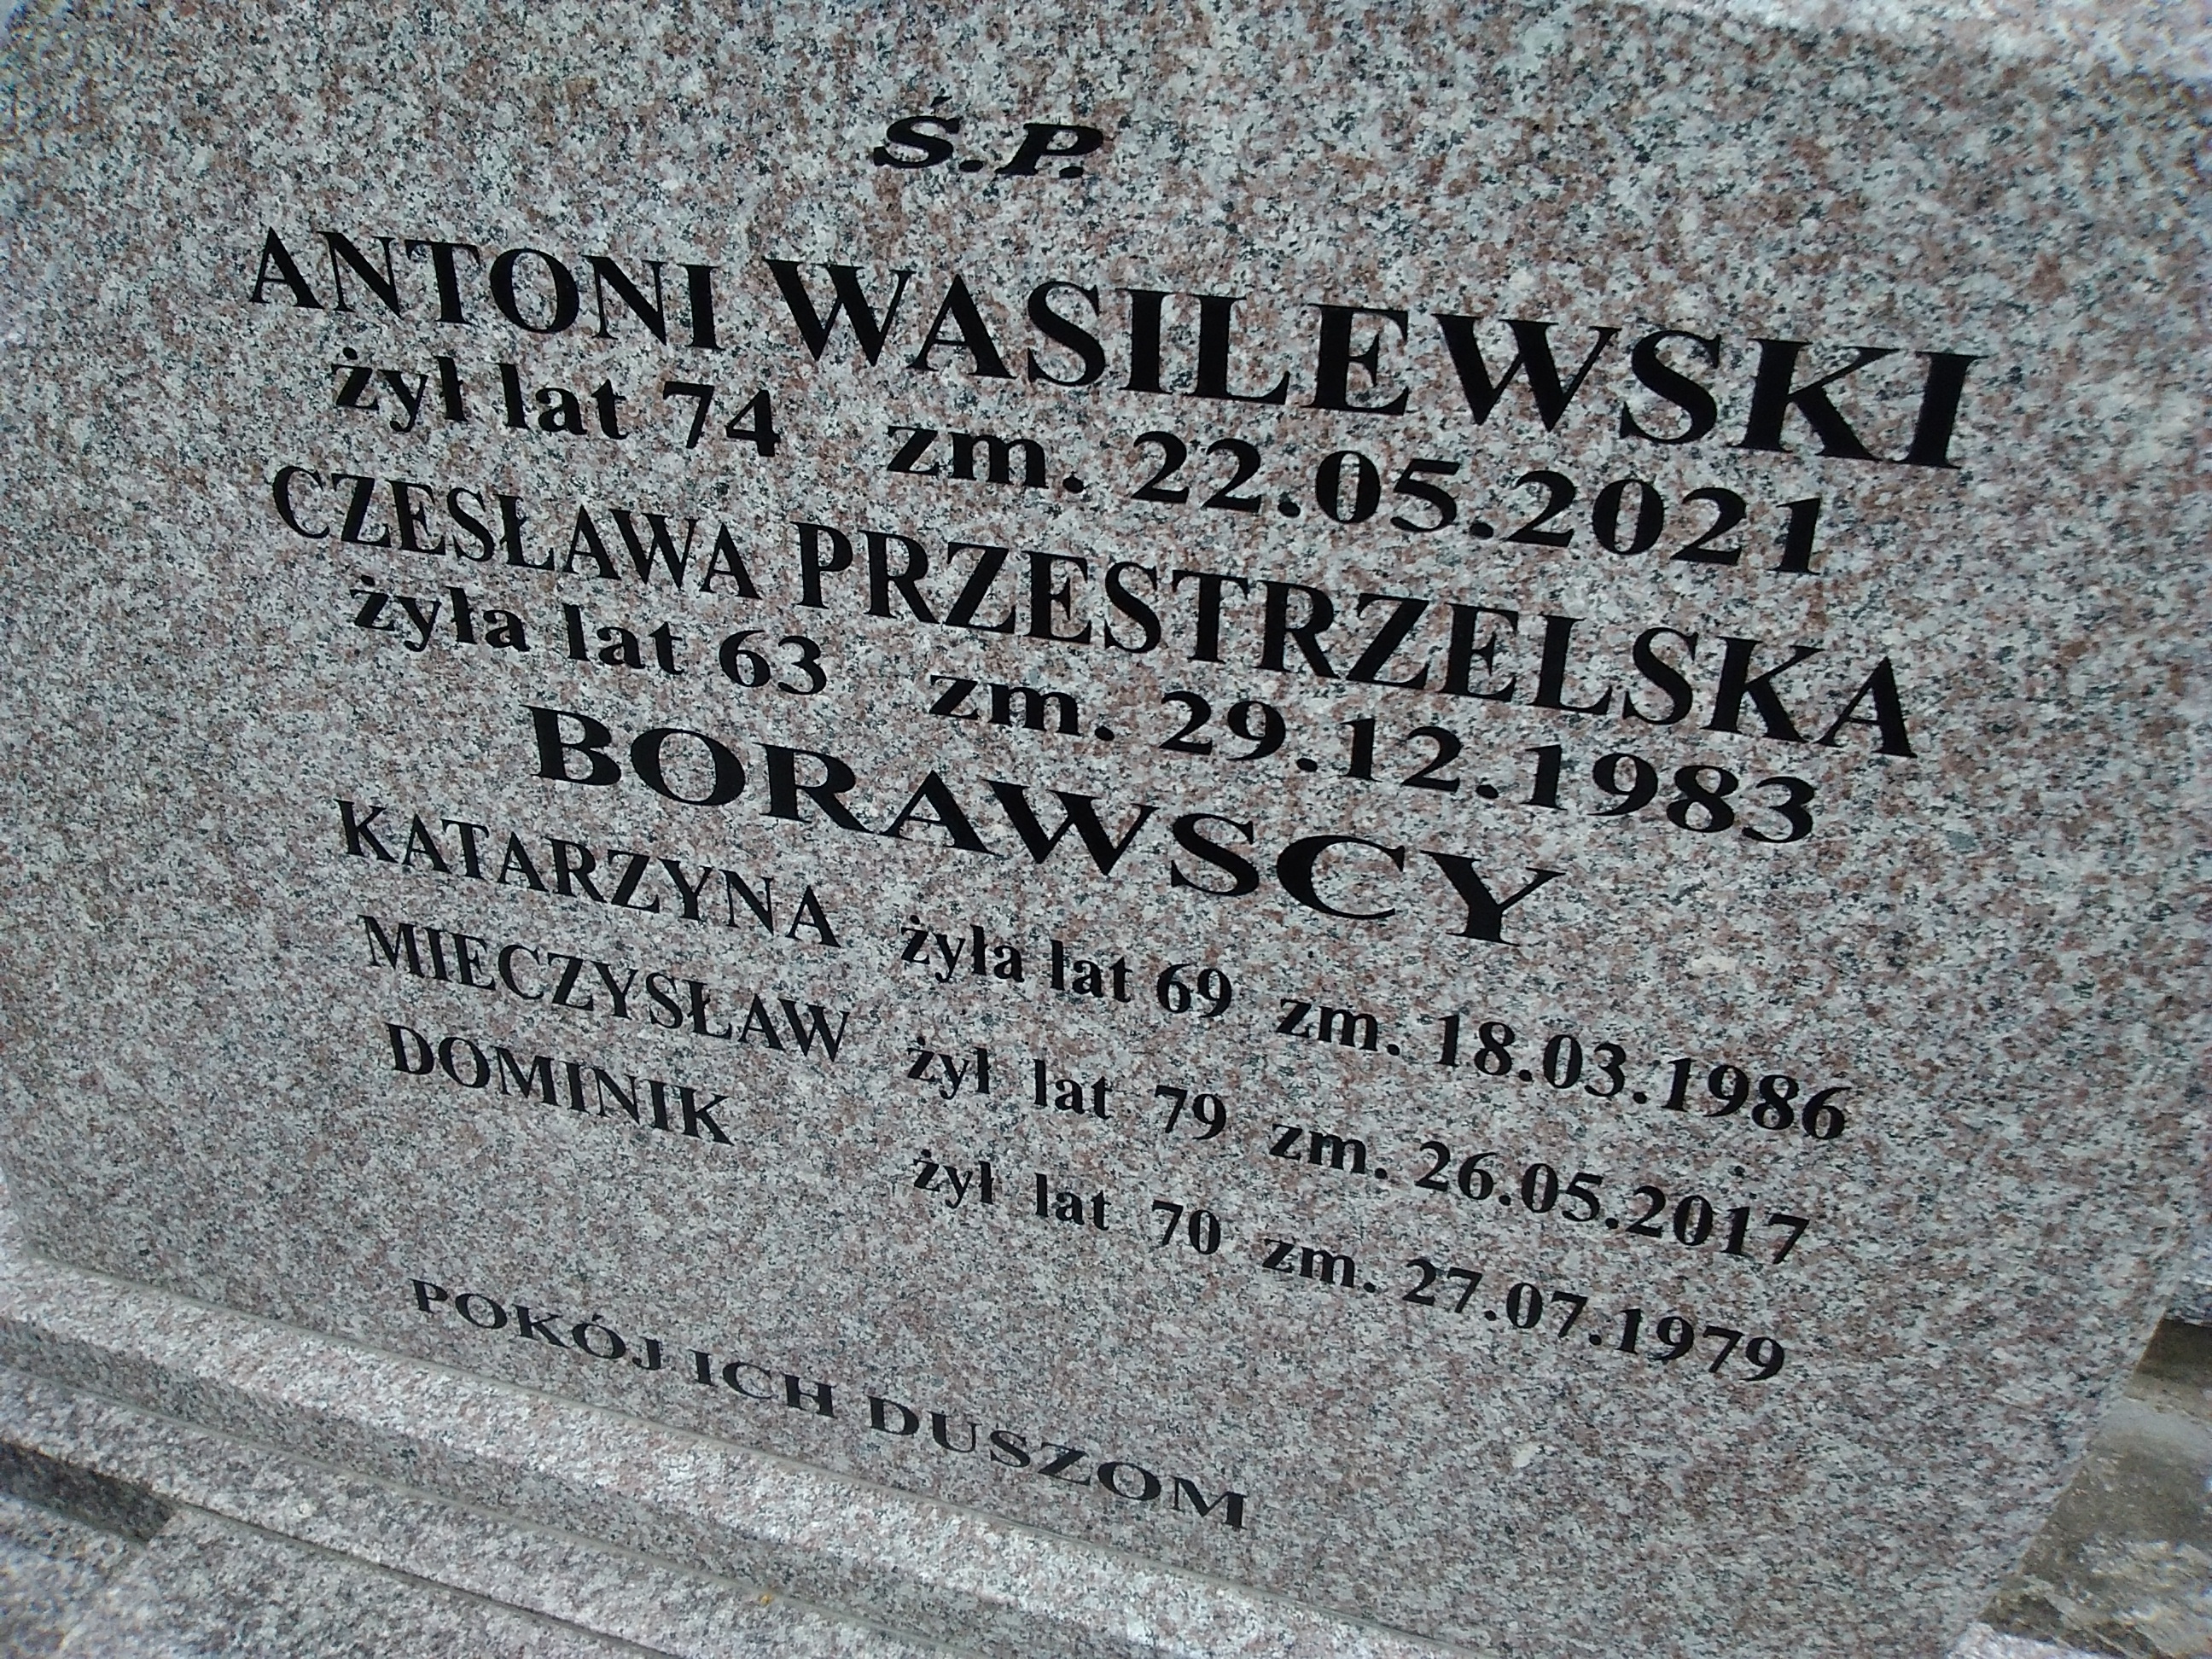 Ś.P.
ANTONI WASILEWSKI
żył lat 74 zm. 22.05.2021
CZESŁAWA PRZESTRZELSKA
żyła lat 63 zm. 29.12.1983
BORAWSCY
KATARZYNA żyła lat 69 zm. 18.03.1986
MIECZYSŁAW żył lat 79 zm. 26.05.2017
DOMINIK żył lat 70 zm. 27.07.1979
POKÓJ ICH DUSZOM